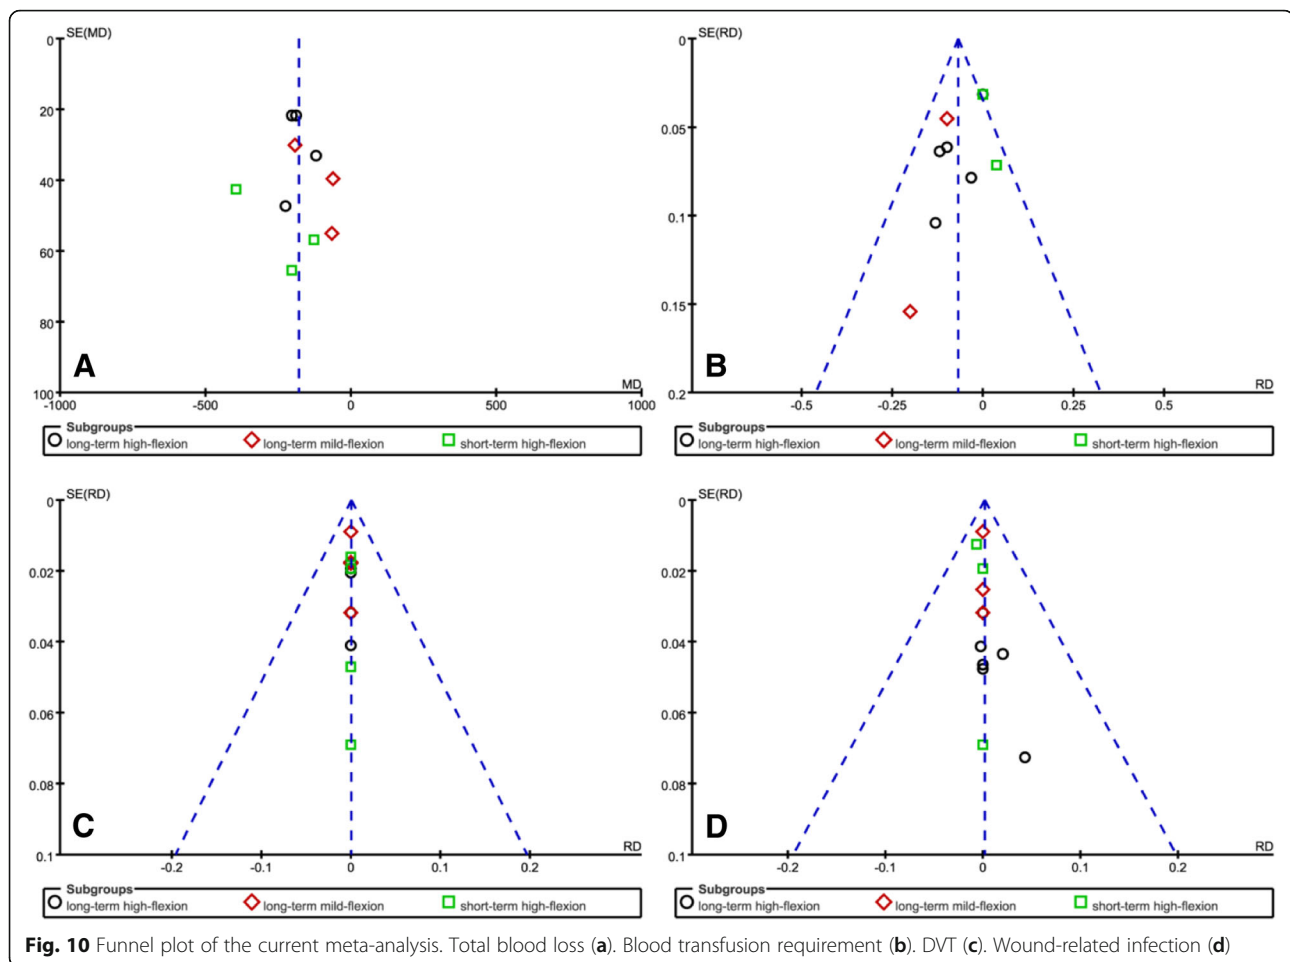 SE(MD)
0
20
40
60
80
100
A
-1000
-500
0
500
1000
MD
Subgroups
long-term high-flexion
long-term mild-flexion
short-term high-flexion
SE(RD)
0
0.05
0.1
0.15
0.2
B
-0.5
-0.25
0
0.25
0.5
RD
Subgroups
long-term high-flexion
long-term mild-flexion
short-term high-flexion
SE(RD)
0
0.02
0.04
0.06
0.08
0.1
C
-0.2
-0.1
0
0.1
0.2
RD
Subgroups
long-term high-flexion
long-term mild-flexion
short-term high-flexion
SE(RD)
0
0.02
0.04
0.06
0.08
0.1
D
-0.2
-0.1
0
0.1
0.2
RD
Subgroups
long-term high-flexion
long-term mild-flexion
short-term high-flexion
Fig. 10 Funnel plot of the current meta-analysis. Total blood loss (a). Blood transfusion requirement (b). DVT (c). Wound-related infection (d)